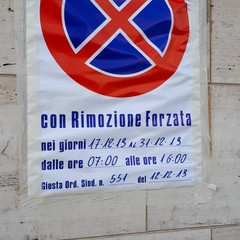 con Rimozione Forzata
nei giorni 17-12-13 AL 31-12-13
dalle ore 07:00 alle ore 16:00
Giusta Ord. Sind. n. 551 del 12-12-13